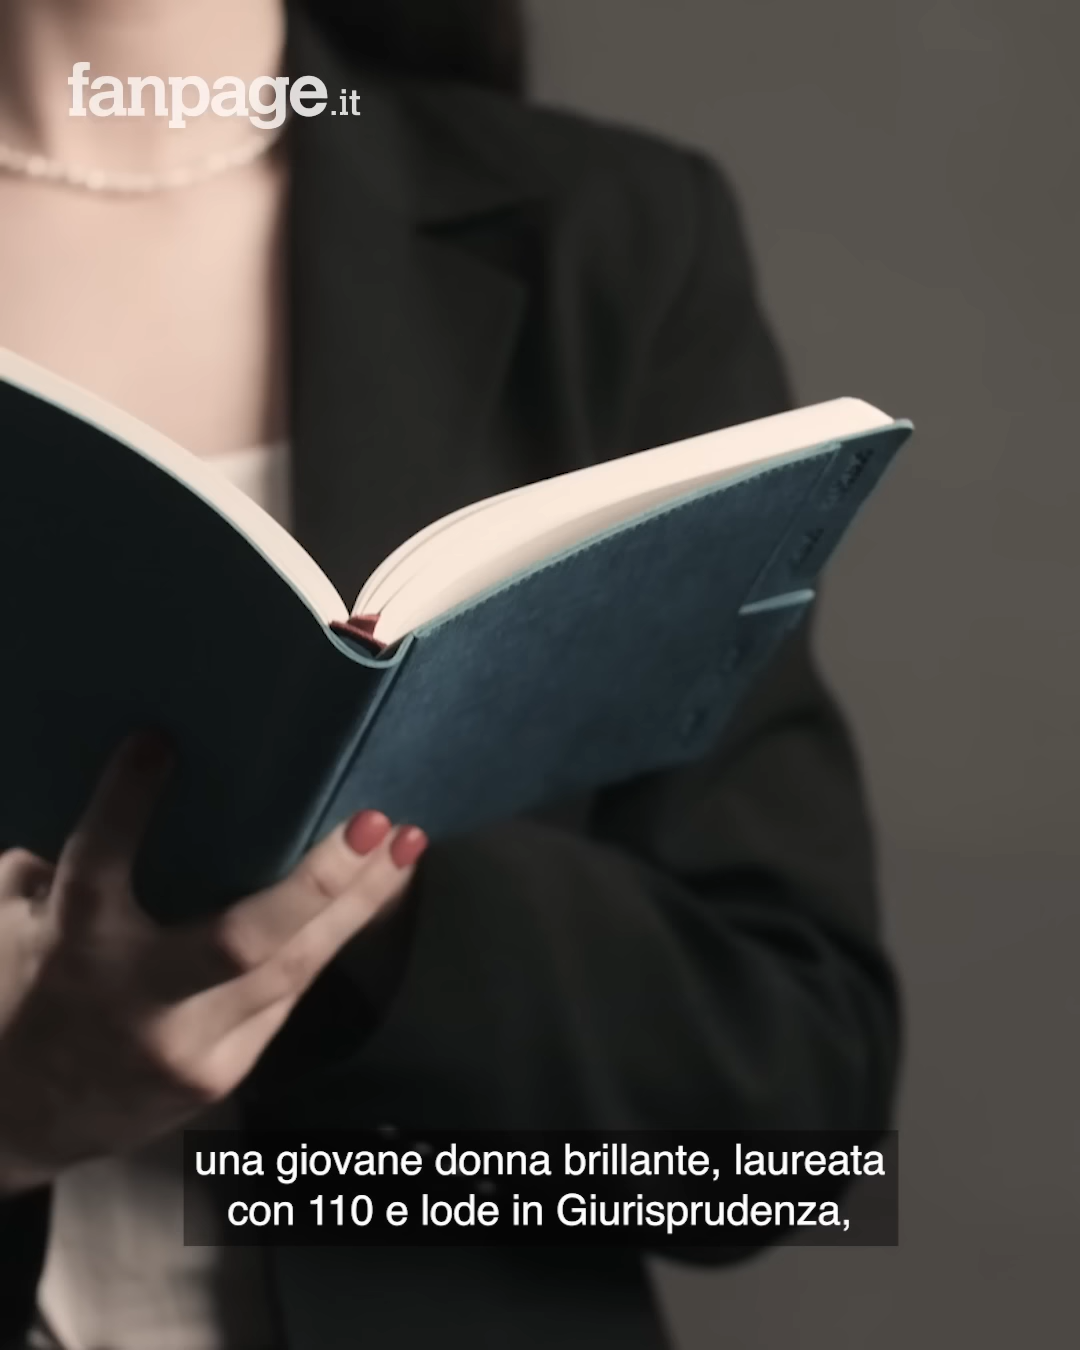 fanpage.it
una giovane donna brillante, laureata
con 110 e lode in Giurisprudenza,